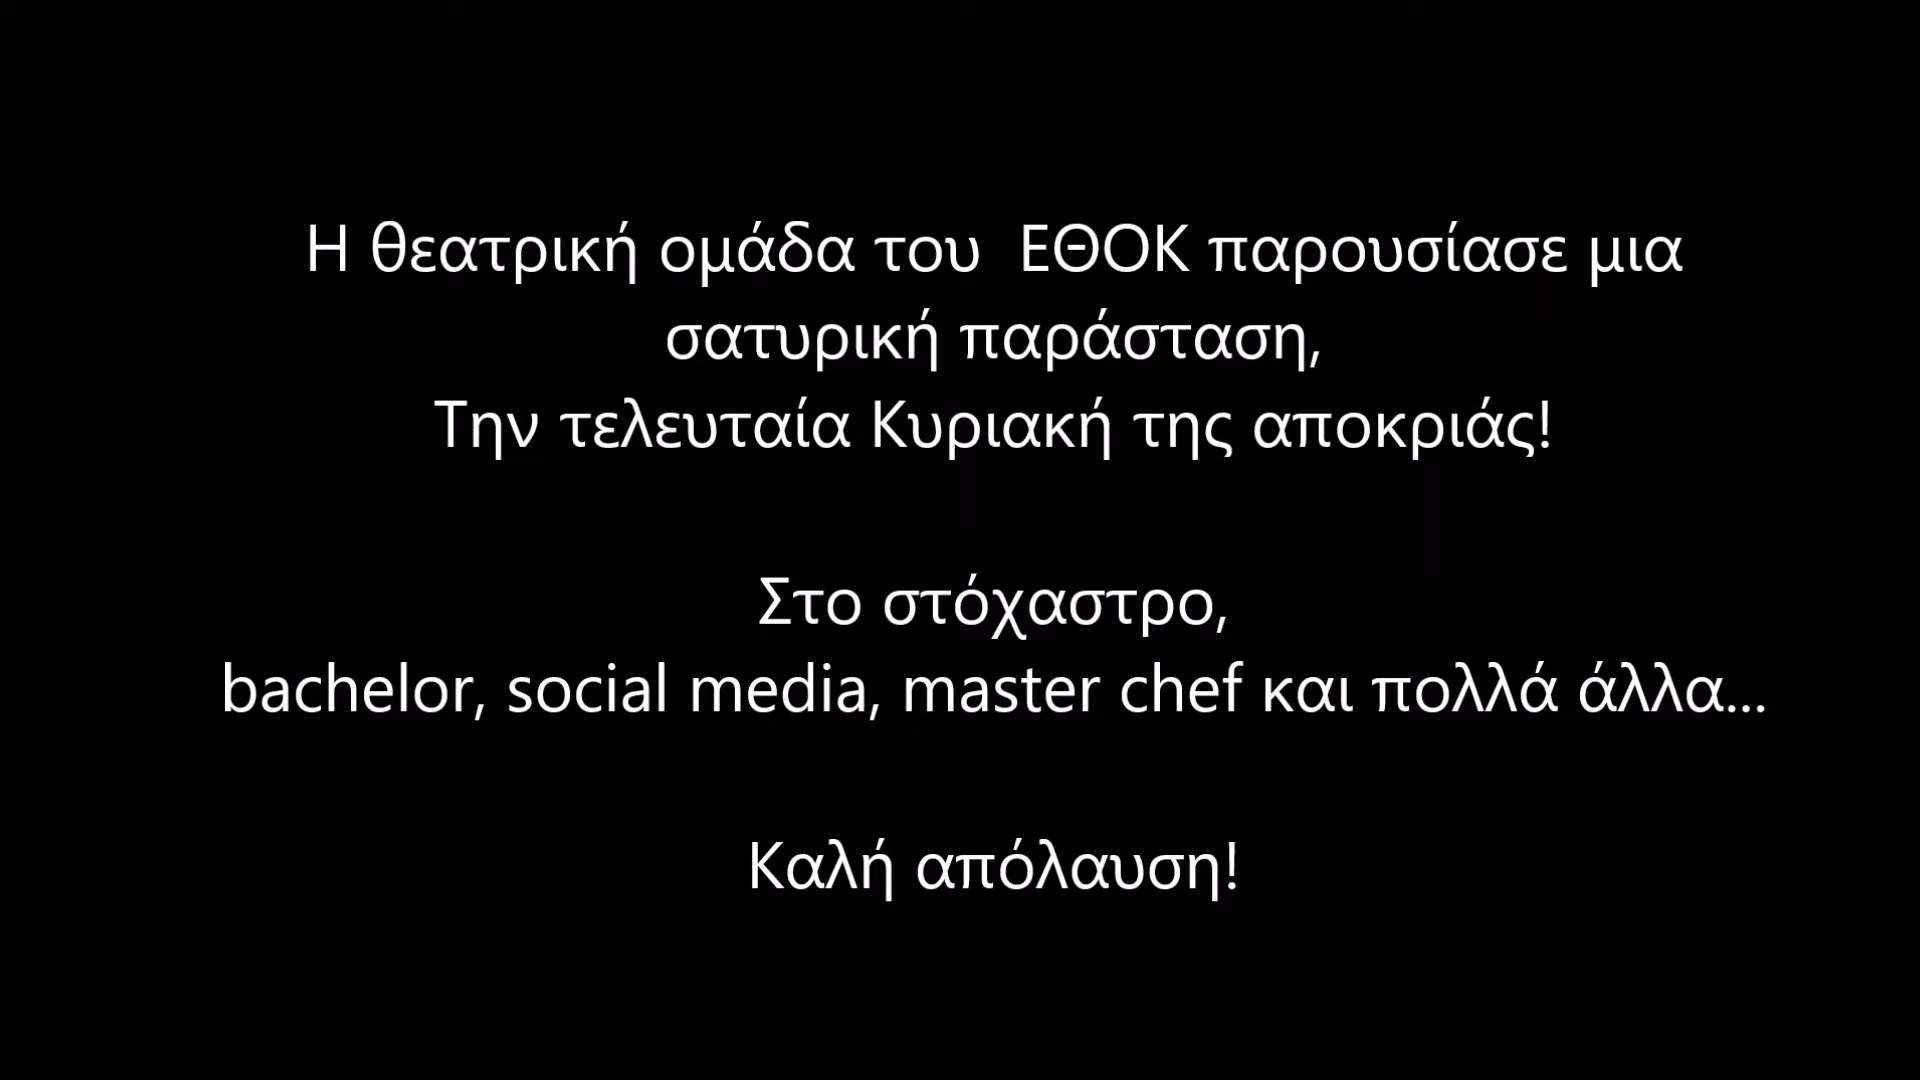 Η θεατρική ομάδα του  ΕΘΟΚ παρουσίασε μια
σατυρική παράσταση,
Την τελευταία Κυριακή της αποκριάς!
Στο στόχαστρο,
bachelor, social media, master chef και πολλά άλλα...
Καλή απόλαυση!